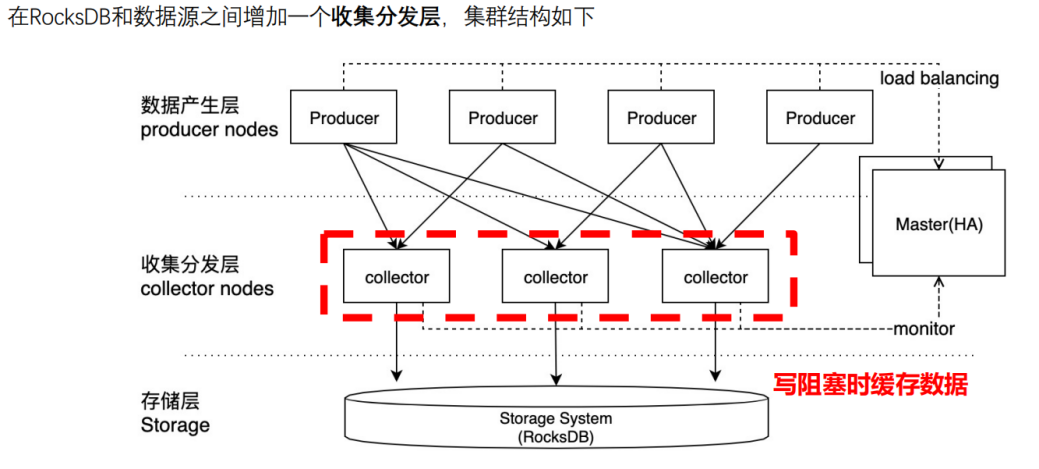 在RocksDB和数据源之间增加一个收集分发层，集群结构如下
load balancing
数据产生层
producer nodes
Producer
Producer
Producer
Producer
Master(HA)
收集分发层
collector nodes
collector
collector
collector
monitor
写阻塞时缓存数据
存储层
Storage
Storage System
(RocksDB)